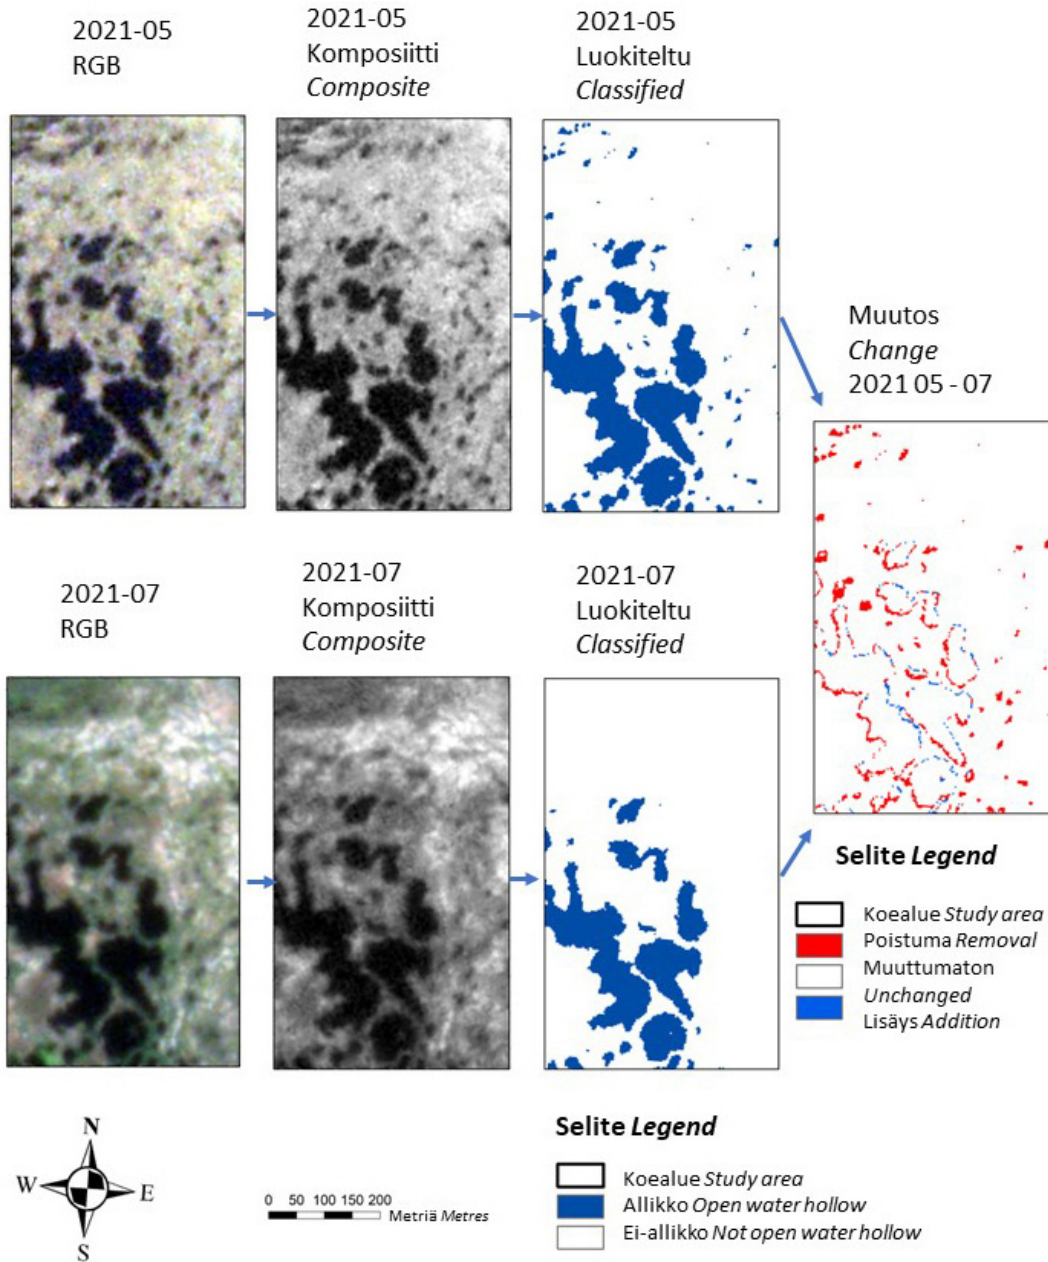 2021-05
RGB
2021-05
Komposiitti
Composite
2021-05
Luokiteltu
Classified
Muutos
Change
2021 05 - 07
2021-07
RGB
2021-07
Komposiitti
Composite
2021-07
Luokiteltu
Classified
Selite Legend
Koealue Study area
Poistuma Removal
Muuttumaton
Unchanged
Lisäys Addition
N
W
E
S
0 50 100 150 200
Metriä Metres
Selite Legend
Koealue Study area
Allikko Open water hollow
Ei-allikko Not open water hollow